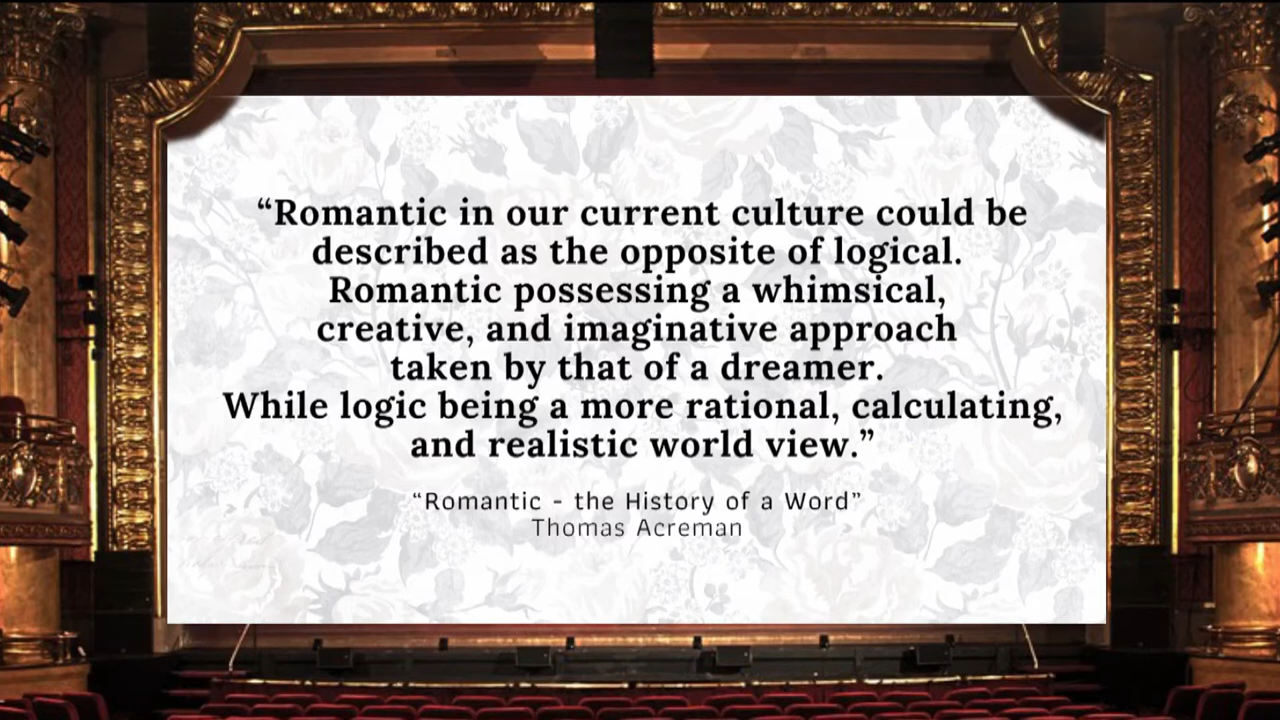 “Romantic in our current culture could be
described as the opposite of logical.
Romantic possessing a whimsical,
creative, and imaginative approach
taken by that of a dreamer.
While logic being a more rational, calculating,
and realistic world view.”
“Romantic - the History of a Word”
Thomas Acreman